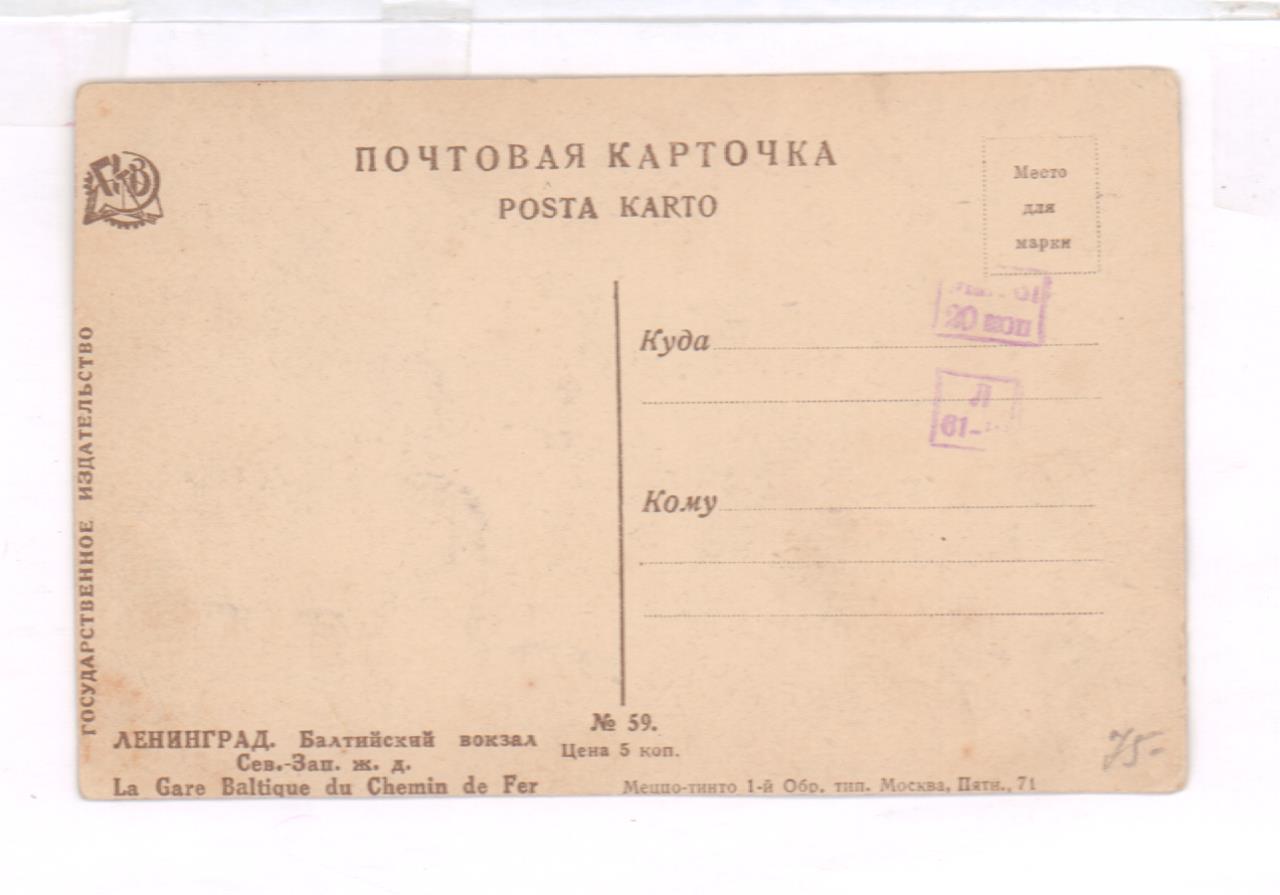 ПОЧТОВАЯ КАРТОЧКА
POSTA KARTO
Место
для
марки
20 коп
Куда
Л
61-
Кому
ГОСУДАРСТВЕННОЕ ИЗДАТЕЛЬСТВО
№ 59.
Цена 5 коп.
ЛЕНИНГРАД. Балтийский вокзал
Сев.-Зап. ж. д.
La Gare Baltique du Chemin de Fer
Меццо-тинто 1-й Обр. тип. Москва, Пятн., 71
75-